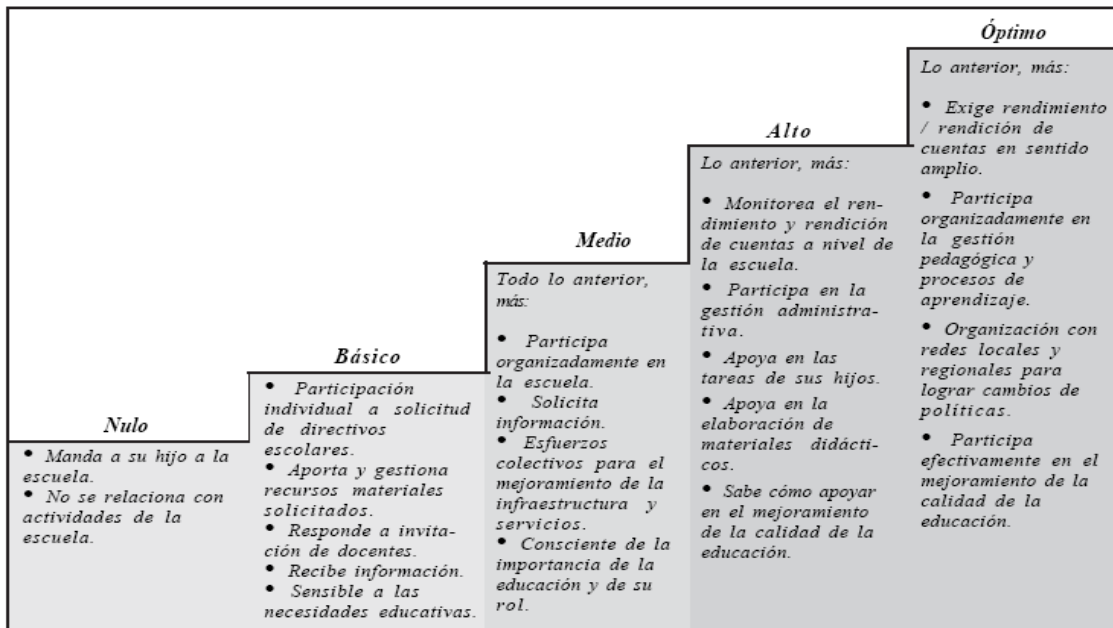 Nulo
• Manda a su hijo a la
escuela.
• No se relaciona con
actividades de la
escuela.
Básico
• Participación
individual a solicitud
de directivos
escolares.
• Aporta y gestiona
recursos materiales
solicitados.
• Responde a invita-
ción de docentes.
• Recibe información.
• Sensible a las
necesidades educativas.
Medio
Todo lo anterior,
más:
• Participa
organizadamente en
la escuela.
• Solicita
información.
• Esfuerzos
colectivos para el
mejoramiento de la
infraestructura y
servicios.
• Consciente de la
importancia de la
educación y de su
rol.
Alto
Lo anterior, más:
• Monitorea el ren-
dimiento y rendición
de cuentas a nivel de
la escuela.
• Participa en la
gestión administra-
tiva.
• Apoya en las
tareas de sus hijos.
• Apoya en la
elaboración de
materiales didácti-
cos.
• Sabe cómo apoyar
en el mejoramiento
de la calidad de la
educación.
Óptimo
Lo anterior, más:
• Exige rendimiento
/ rendición de
cuentas en sentido
amplio.
• Participa
organizadamente en
la gestión
pedagógica y
procesos de
aprendizaje.
• Organización con
redes locales y
regionales para
lograr cambios de
políticas.
• Participa
efectivamente en el
mejoramiento de la
calidad de la
educación.